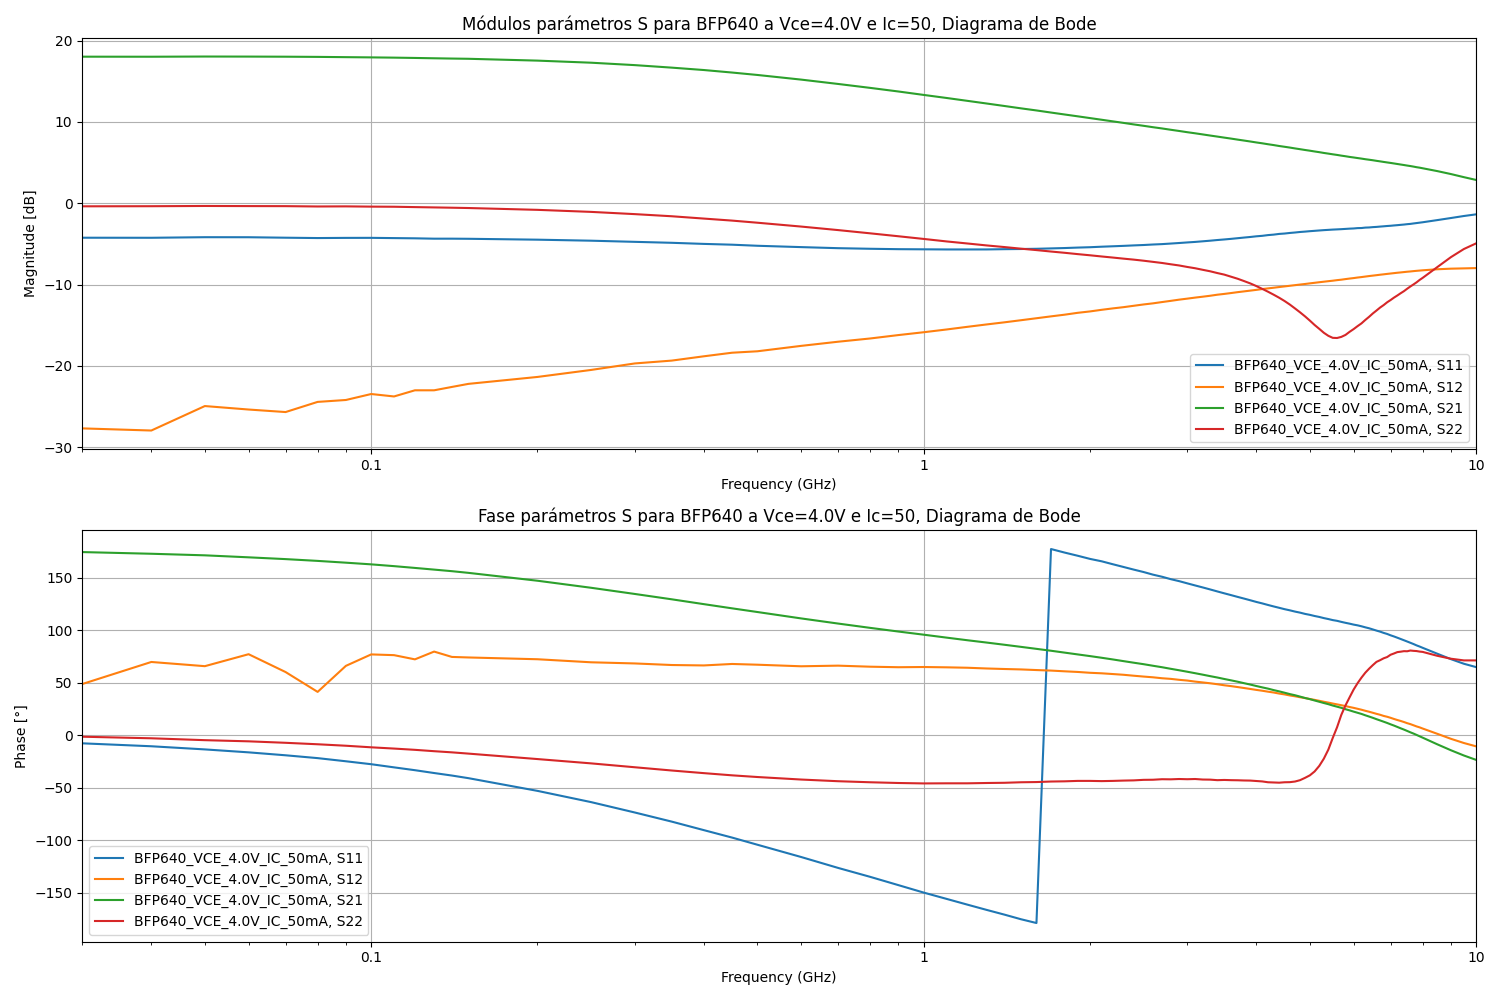 Módulos parámetros S para BFP640 a Vce=4.0V e Ic=50, Diagrama de Bode
20
10
0
−10
−20
−30
Magnitude [dB]
BFP640_VCE_4.0V_IC_50mA, S11
BFP640_VCE_4.0V_IC_50mA, S12
BFP640_VCE_4.0V_IC_50mA, S21
BFP640_VCE_4.0V_IC_50mA, S22
0.1
1
10
Frequency (GHz)
Fase parámetros S para BFP640 a Vce=4.0V e Ic=50, Diagrama de Bode
150
100
50
0
−50
−100
−150
Phase [°]
BFP640_VCE_4.0V_IC_50mA, S11
BFP640_VCE_4.0V_IC_50mA, S12
BFP640_VCE_4.0V_IC_50mA, S21
BFP640_VCE_4.0V_IC_50mA, S22
0.1
1
10
Frequency (GHz)